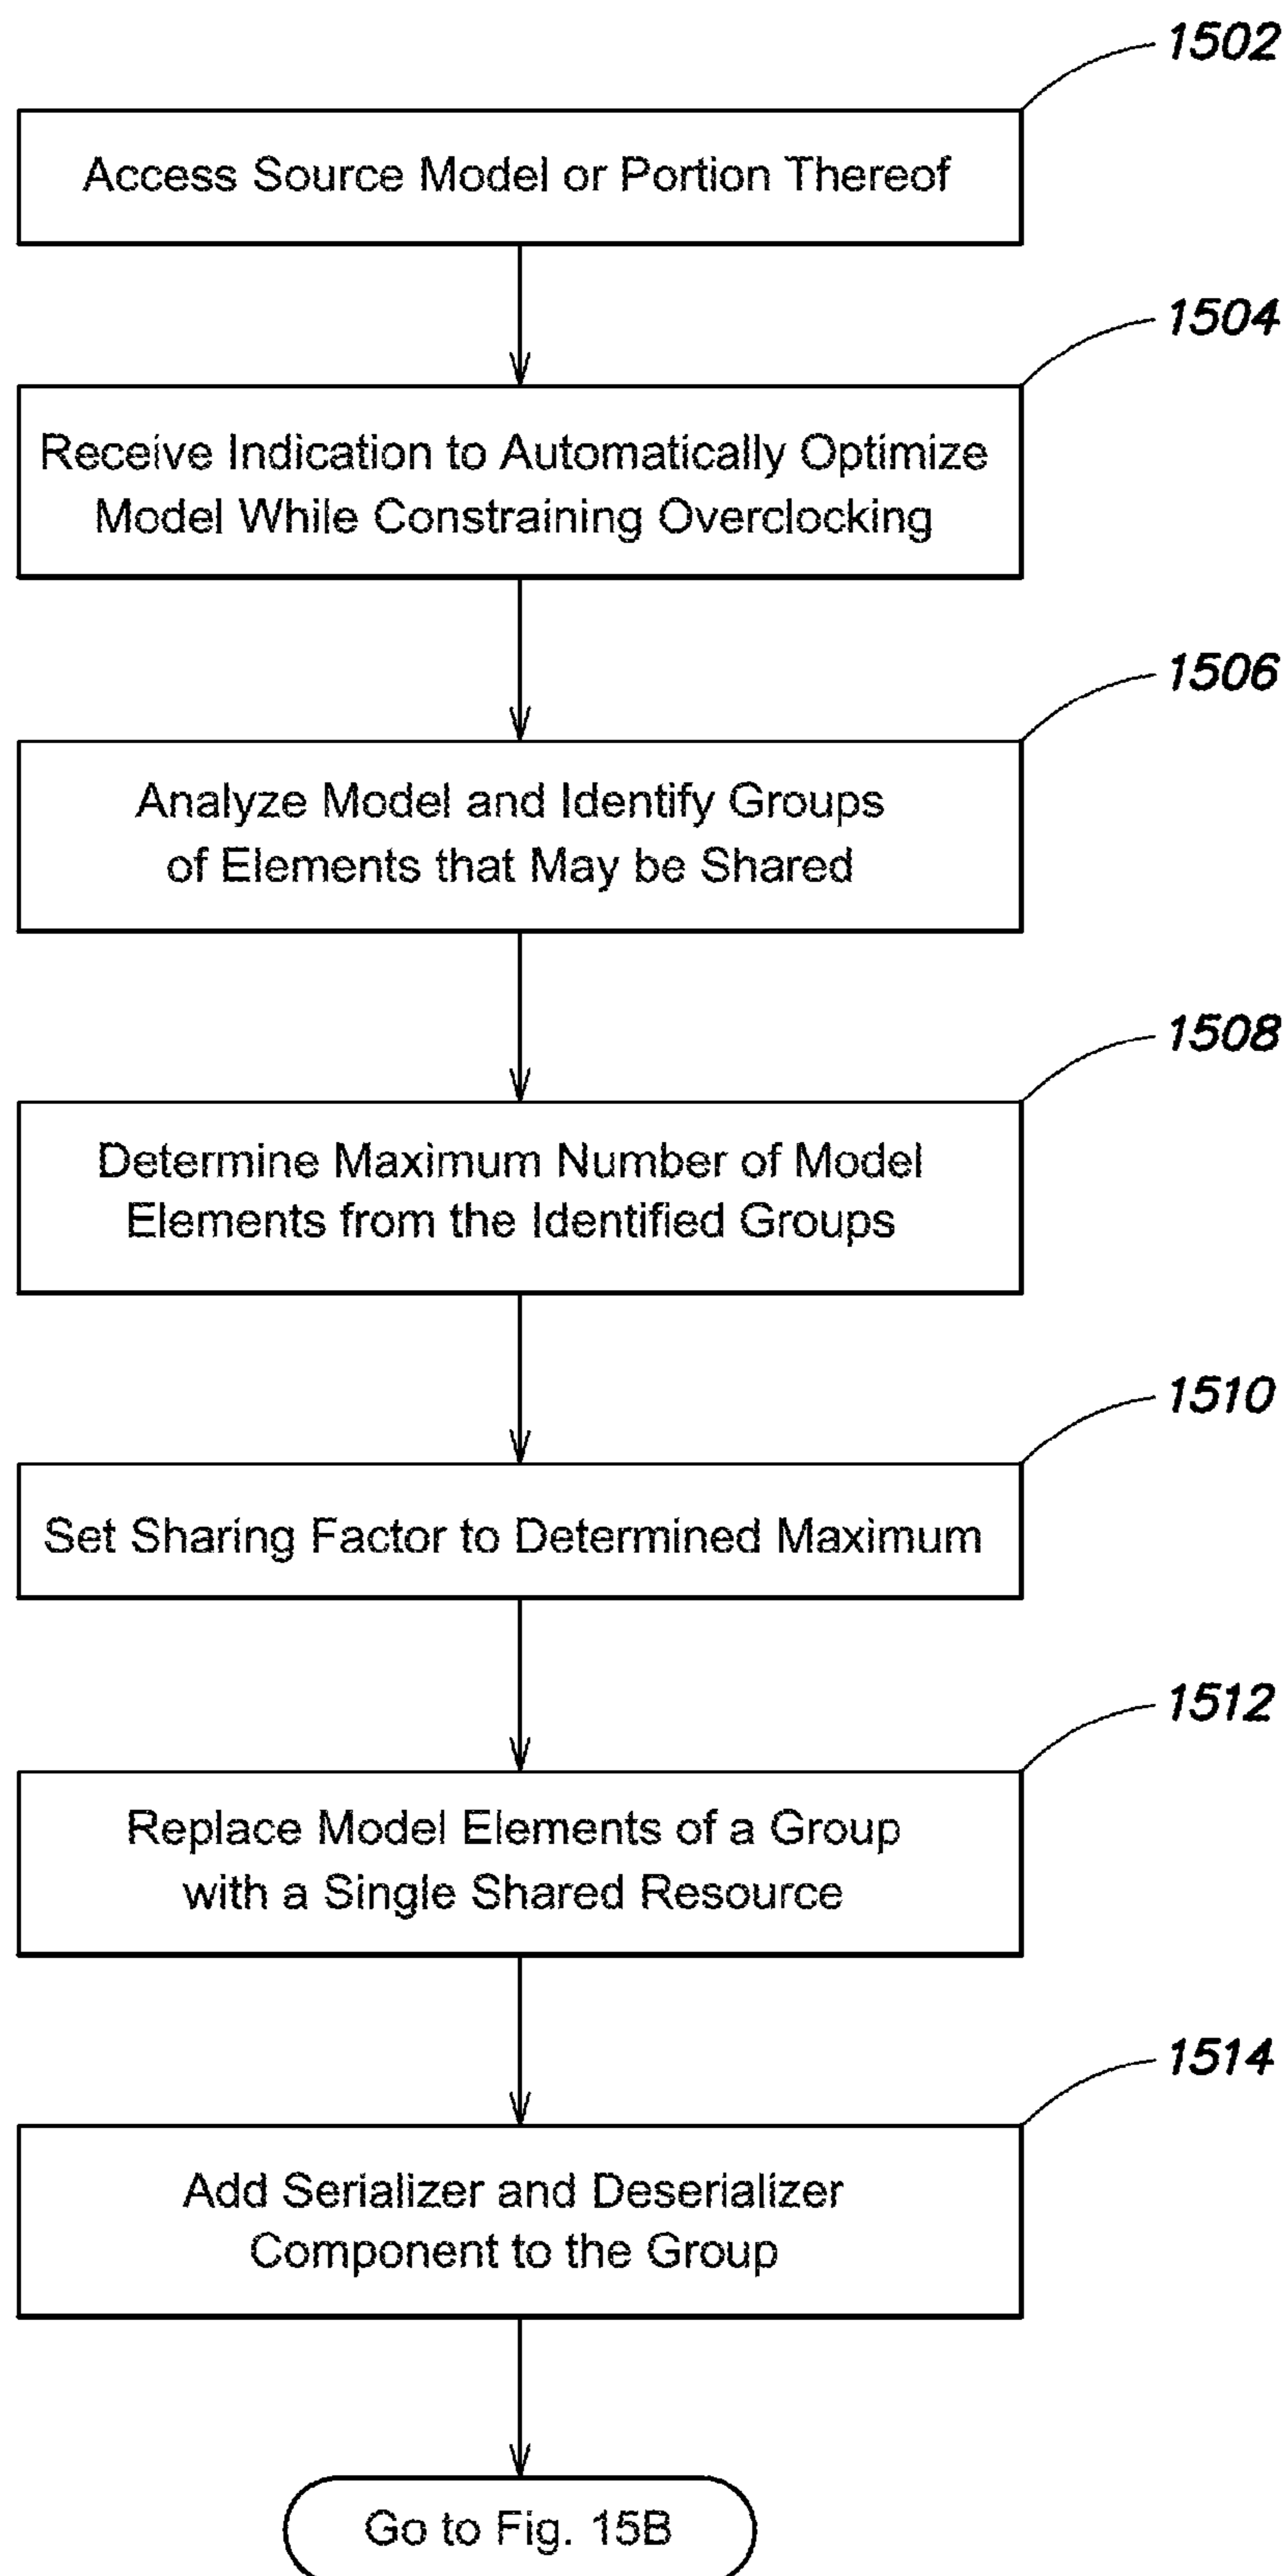 1502
Access Source Model or Portion Thereof
1504
Receive Indication to Automatically Optimize
Model While Constraining Overclocking
1506
Analyze Model and Identify Groups
of Elements that May be Shared
1508
Determine Maximum Number of Model
Elements from the Identified Groups
1510
Set Sharing Factor to Determined Maximum
1512
Replace Model Elements of a Group
with a Single Shared Resource
1514
Add Serializer and Deserializer
Component to the Group
Go to Fig. 15B